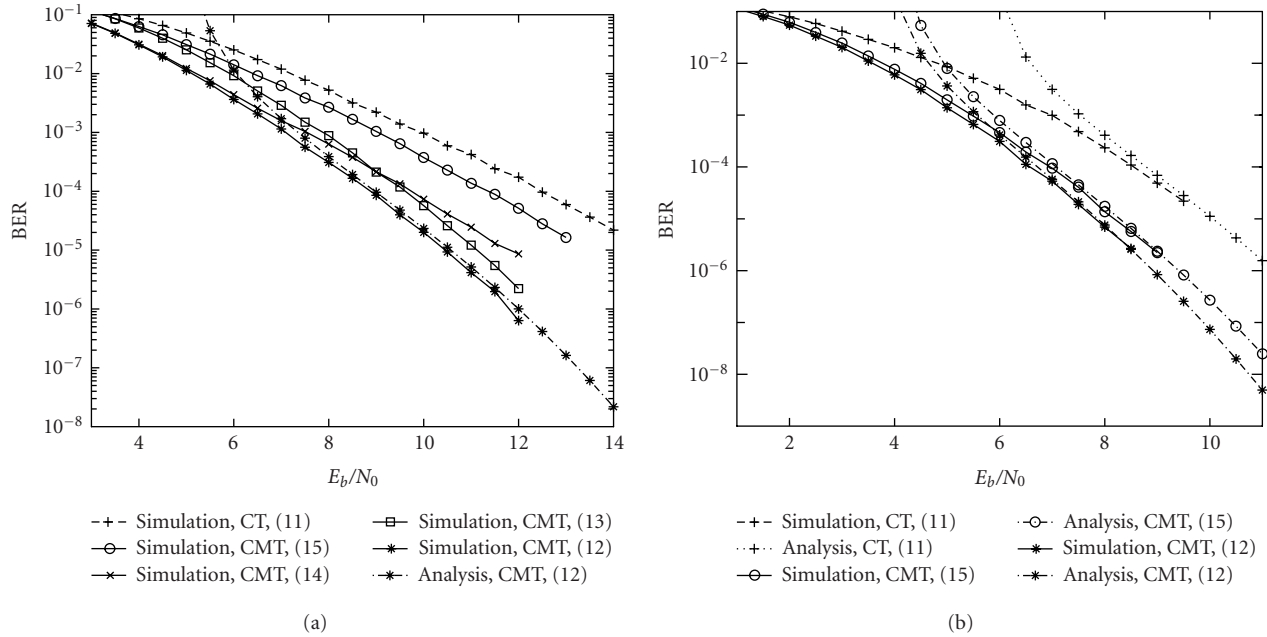 10^−1
10^−2
10^−3
10^−4
10^−5
10^−6
10^−7
10^−8
BER
4 6 8 10 12 14
E_b/N_0
Simulation, CT, (11)
Simulation, CMT, (15)
Simulation, CMT, (14)
Simulation, CMT, (13)
Simulation, CMT, (12)
Analysis, CMT, (12)
(a)
10^−2
10^−4
10^−6
10^−8
BER
2 4 6 8 10
E_b/N_0
Simulation, CT, (11)
Analysis, CT, (11)
Simulation, CMT, (15)
Analysis, CMT, (15)
Simulation, CMT, (12)
Analysis, CMT, (12)
(b)